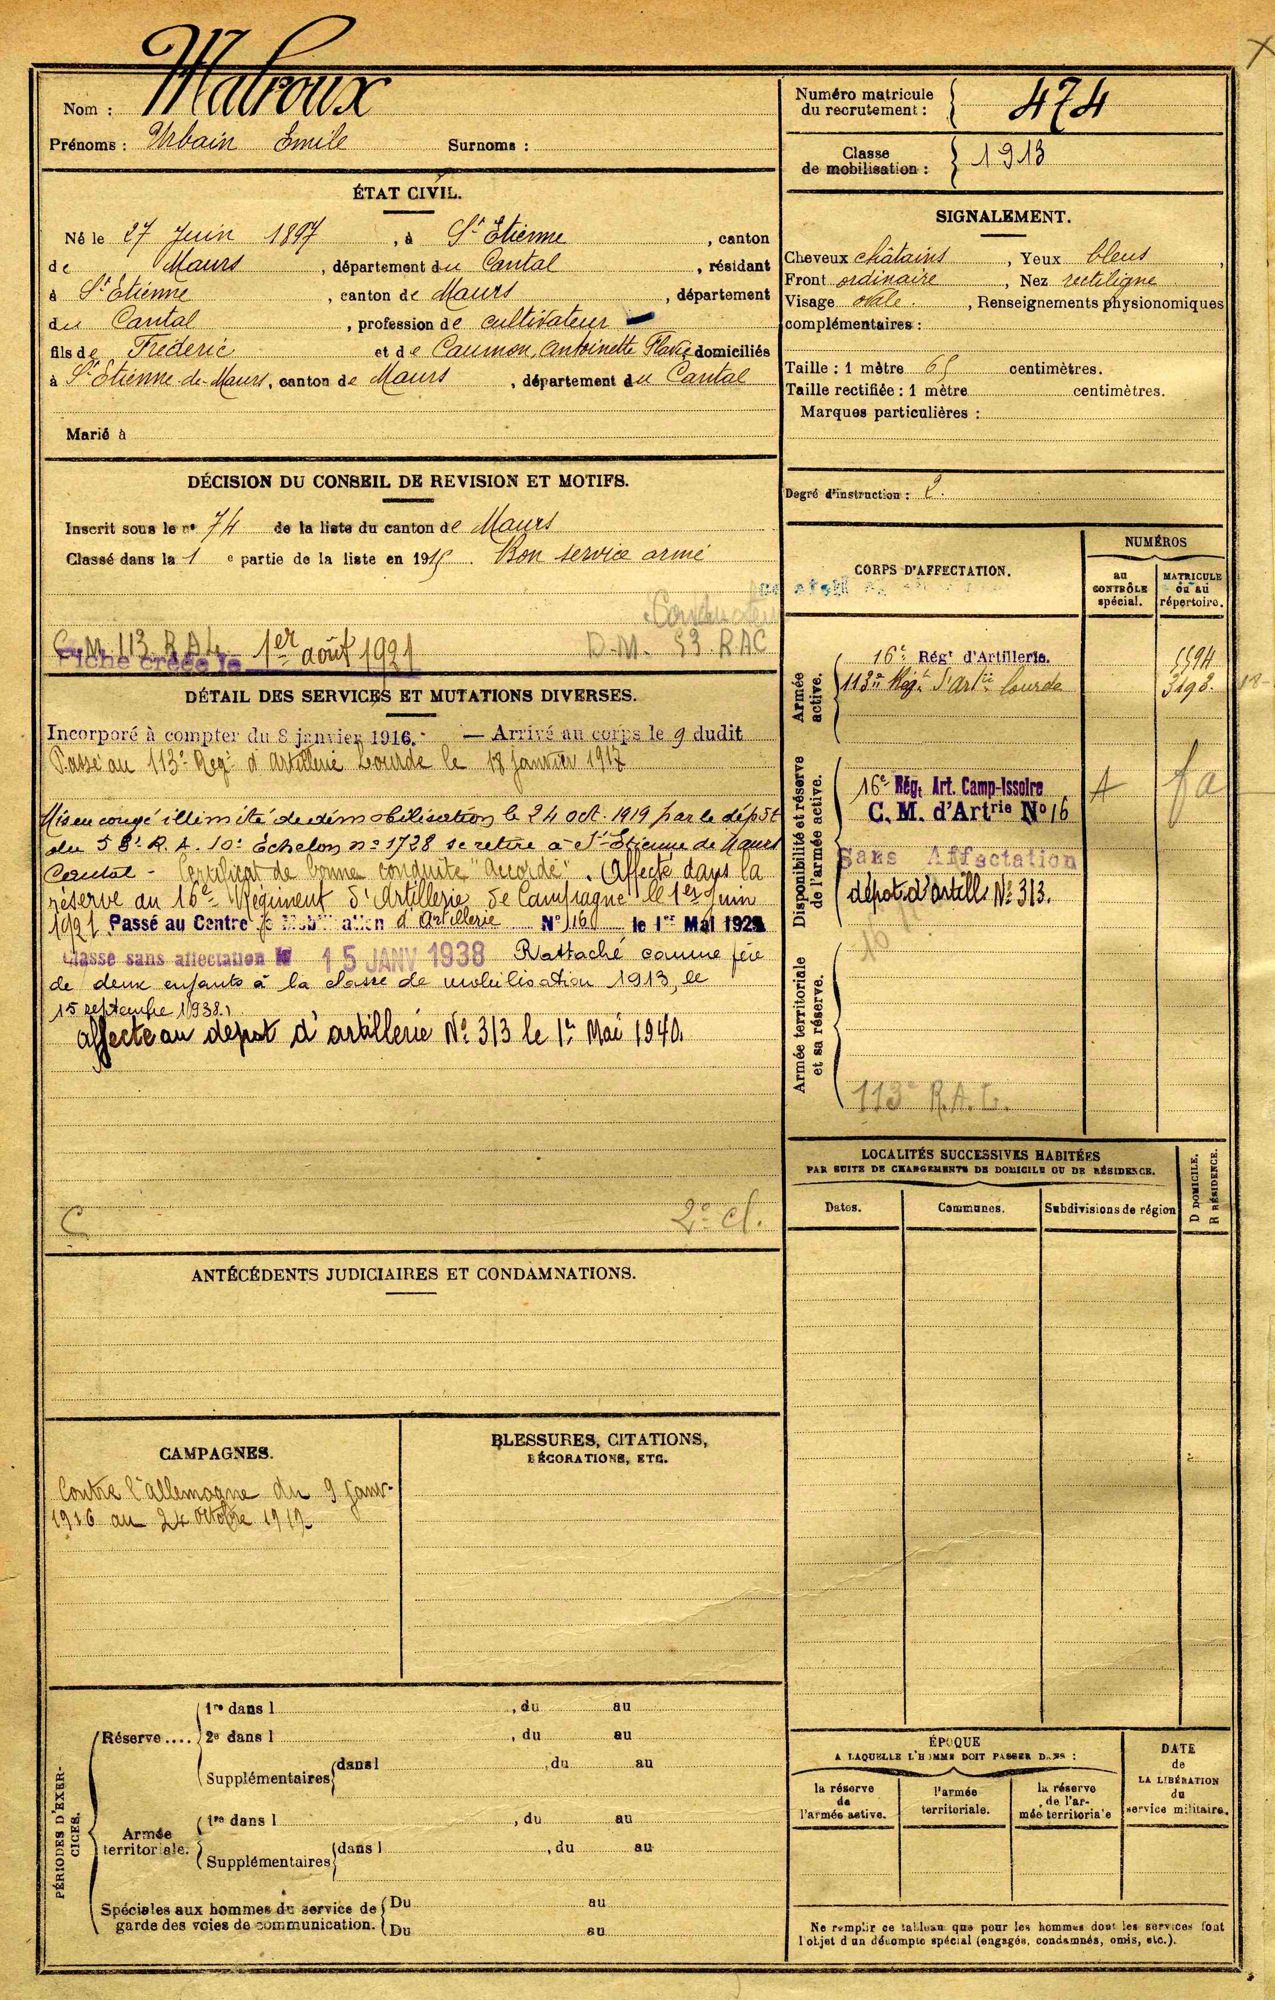 Nom : Malroux
Prénoms : Urbain Emile Surnoms :
Numéro matricule du recrutement : 474
Classe de mobilisation : 1913
ÉTAT CIVIL.
Né le 27 Juin 1897, à St Etienne, canton
de Maurs, département du Cantal, résidant
à St Etienne, canton de Maurs, département
du Cantal, profession de cultivateur
fils de Frédéric et de Caumon, Antoinette Flavie domiciliés
à St Etienne-de-Maurs, canton de Maurs, département du Cantal
Marié à
SIGNALEMENT.
Cheveux châtains, Yeux bleus,
Front ordinaire, Nez rectiligne
Visage ovale., Renseignements physionomiques
complémentaires :
Taille : 1 mètre 65 centimètres.
Taille rectifiée : 1 mètre centimètres.
Marques particulières :
Degré d'instruction : 2.
DÉCISION DU CONSEIL DE REVISION ET MOTIFS.
Inscrit sous le no 74 de la liste du canton de Maurs
Classé dans la 1e partie de la liste en 1915. Bon service armé
Conducteur
C.M. 113 R.A.L. D.M. 53. RAC
Fiche créée le 1er août 1921
DÉTAIL DES SERVICES ET MUTATIONS DIVERSES.
Incorporé à compter du 8 janvier 1916. — Arrivé au corps le 9 dudit
Passé au 113e Regt d'Artillerie Lourde le 18 janvier 1917
Mis en congé illimité de démobilisation le 24 oct. 1919 par le dépôt
du 53e R.A. 10e Échelon no 1728 se retire à St-Etienne de Maurs
Cantal - Certificat de bonne conduite "Accordé". Affecté dans la
réserve au 16e Régiment d'Artillerie de Campagne le 1er Juin
1921 Passé au Centre de Mobilisation d'Artillerie No 16 le 1er Mai 192
Classé sans affectation le 15 JANV 1938 Rattaché comme père
de deux enfants à la classe de mobilisation 1913, le
15 septembre 1938.
Affecté au dépôt d'artillerie No 313 le 1er Mai 1940.
C 2e cl.
CORPS D'AFFECTATION.
NUMÉROS
au CONTRÔLE spécial.
MATRICULE ou au répertoire.
Armée active.
16e Régt d'Artillerie. 5594
113e Régt d'Artie lourde 3193. 18-
Disponibilité et réserve de l'armée active.
16e Rég. Art. Camp-Issoire A fa
C. M. d'Artrie No 16
Sans Affectation
dépot d'artille No 313.
Armée territoriale et sa réserve.
113e R.A.L.
LOCALITÉS SUCCESSIVES HABITÉES
PAR SUITE DE CHANGEMENTS DE DOMICILE OU DE RÉSIDENCE.
Dates. Communes. Subdivisions de région
D DOMICILE. R RÉSIDENCE.
ANTÉCÉDENTS JUDICIAIRES ET CONDAMNATIONS.
CAMPAGNES.
Contre l'allemagne du 9 janv.
1916 au 24 octobre 1919
BLESSURES, CITATIONS,
DÉCORATIONS, ETC.
PÉRIODES D'EXERCICES.
Réserve....
1re dans l , du au
2e dans l , du au
Supplémentaires dans l , du au
Armée territoriale.
1re dans l , du au
Supplémentaires dans l , du au
Spéciales aux hommes du service de garde des voies de communication.
Du au
Du au
ÉPOQUE
A LAQUELLE L'HOMME DOIT PASSER DANS :
la réserve de l'armée active.
l'armée territoriale.
la réserve de l'armée territoriale
DATE de LA LIBÉRATION du service militaire.
Ne remplir ce tableau que pour les hommes dont les services font
l'objet d'un décompte spécial (engagés, condamnés, omis, etc.).